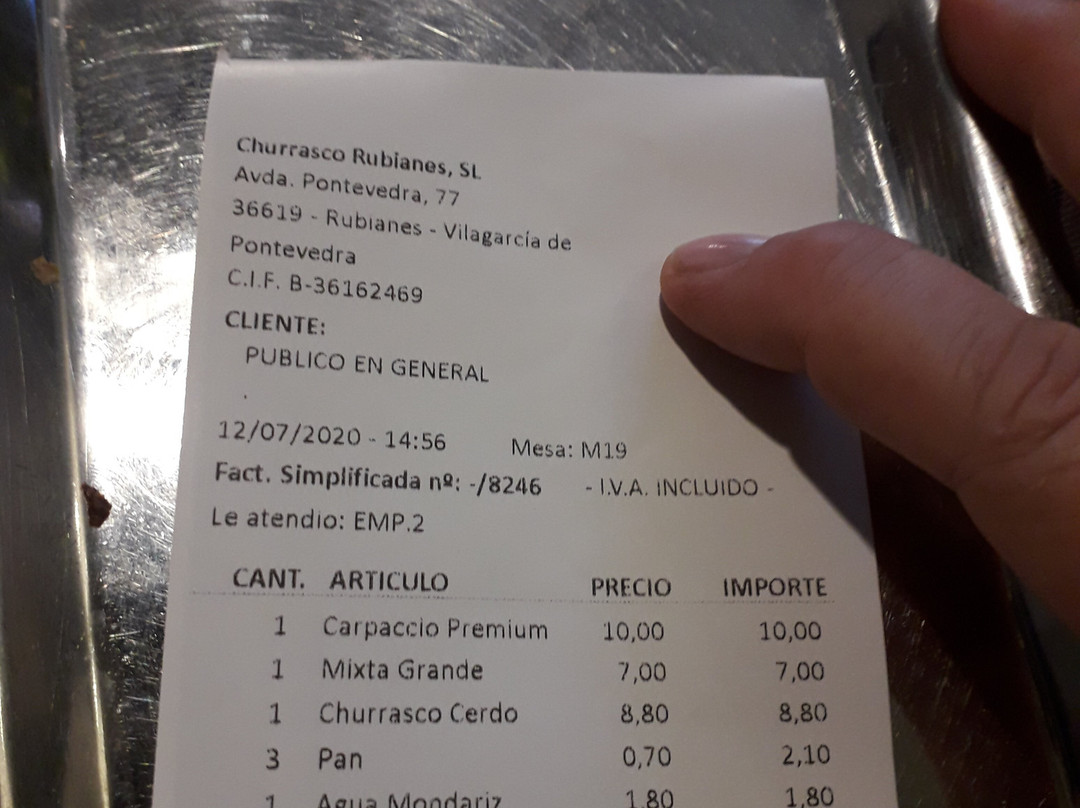 Churrasco Rubianes, SL
Avda. Pontevedra, 77
36619 - Rubianes - Vilagarcía de
Pontevedra
C.I.F. B-36162469
CLIENTE:
PUBLICO EN GENERAL
.
12/07/2020 - 14:56 Mesa: M19
Fact. Simplificada nº: -/8246 - I.V.A. INCLUIDO -
Le atendio: EMP.2
CANT. ARTICULO PRECIO IMPORTE
1 Carpaccio Premium 10,00 10,00
1 Mixta Grande 7,00 7,00
1 Churrasco Cerdo 8,80 8,80
3 Pan 0,70 2,10
1 Agua Mondariz 1,80 1,80